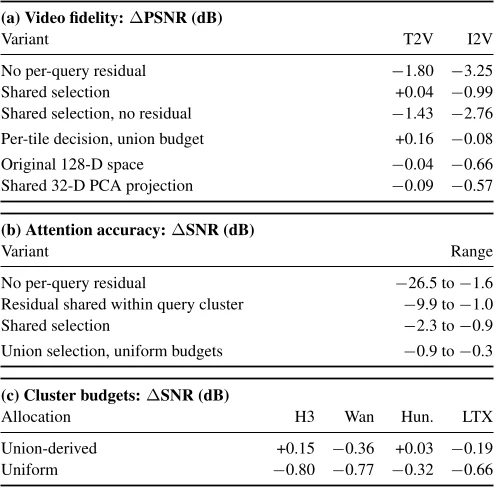 (a) Video fidelity: ΔPSNR (dB)
Variant T2V I2V
No per-query residual −1.80 −3.25
Shared selection +0.04 −0.99
Shared selection, no residual −1.43 −2.76
Per-tile decision, union budget +0.16 −0.08
Original 128-D space −0.04 −0.66
Shared 32-D PCA projection −0.09 −0.57
(b) Attention accuracy: ΔSNR (dB)
Variant Range
No per-query residual −26.5 to −1.6
Residual shared within query cluster −9.9 to −1.0
Shared selection −2.3 to −0.9
Union selection, uniform budgets −0.9 to −0.3
(c) Cluster budgets: ΔSNR (dB)
Allocation H3 Wan Hun. LTX
Union-derived +0.15 −0.36 +0.03 −0.19
Uniform −0.80 −0.77 −0.32 −0.66